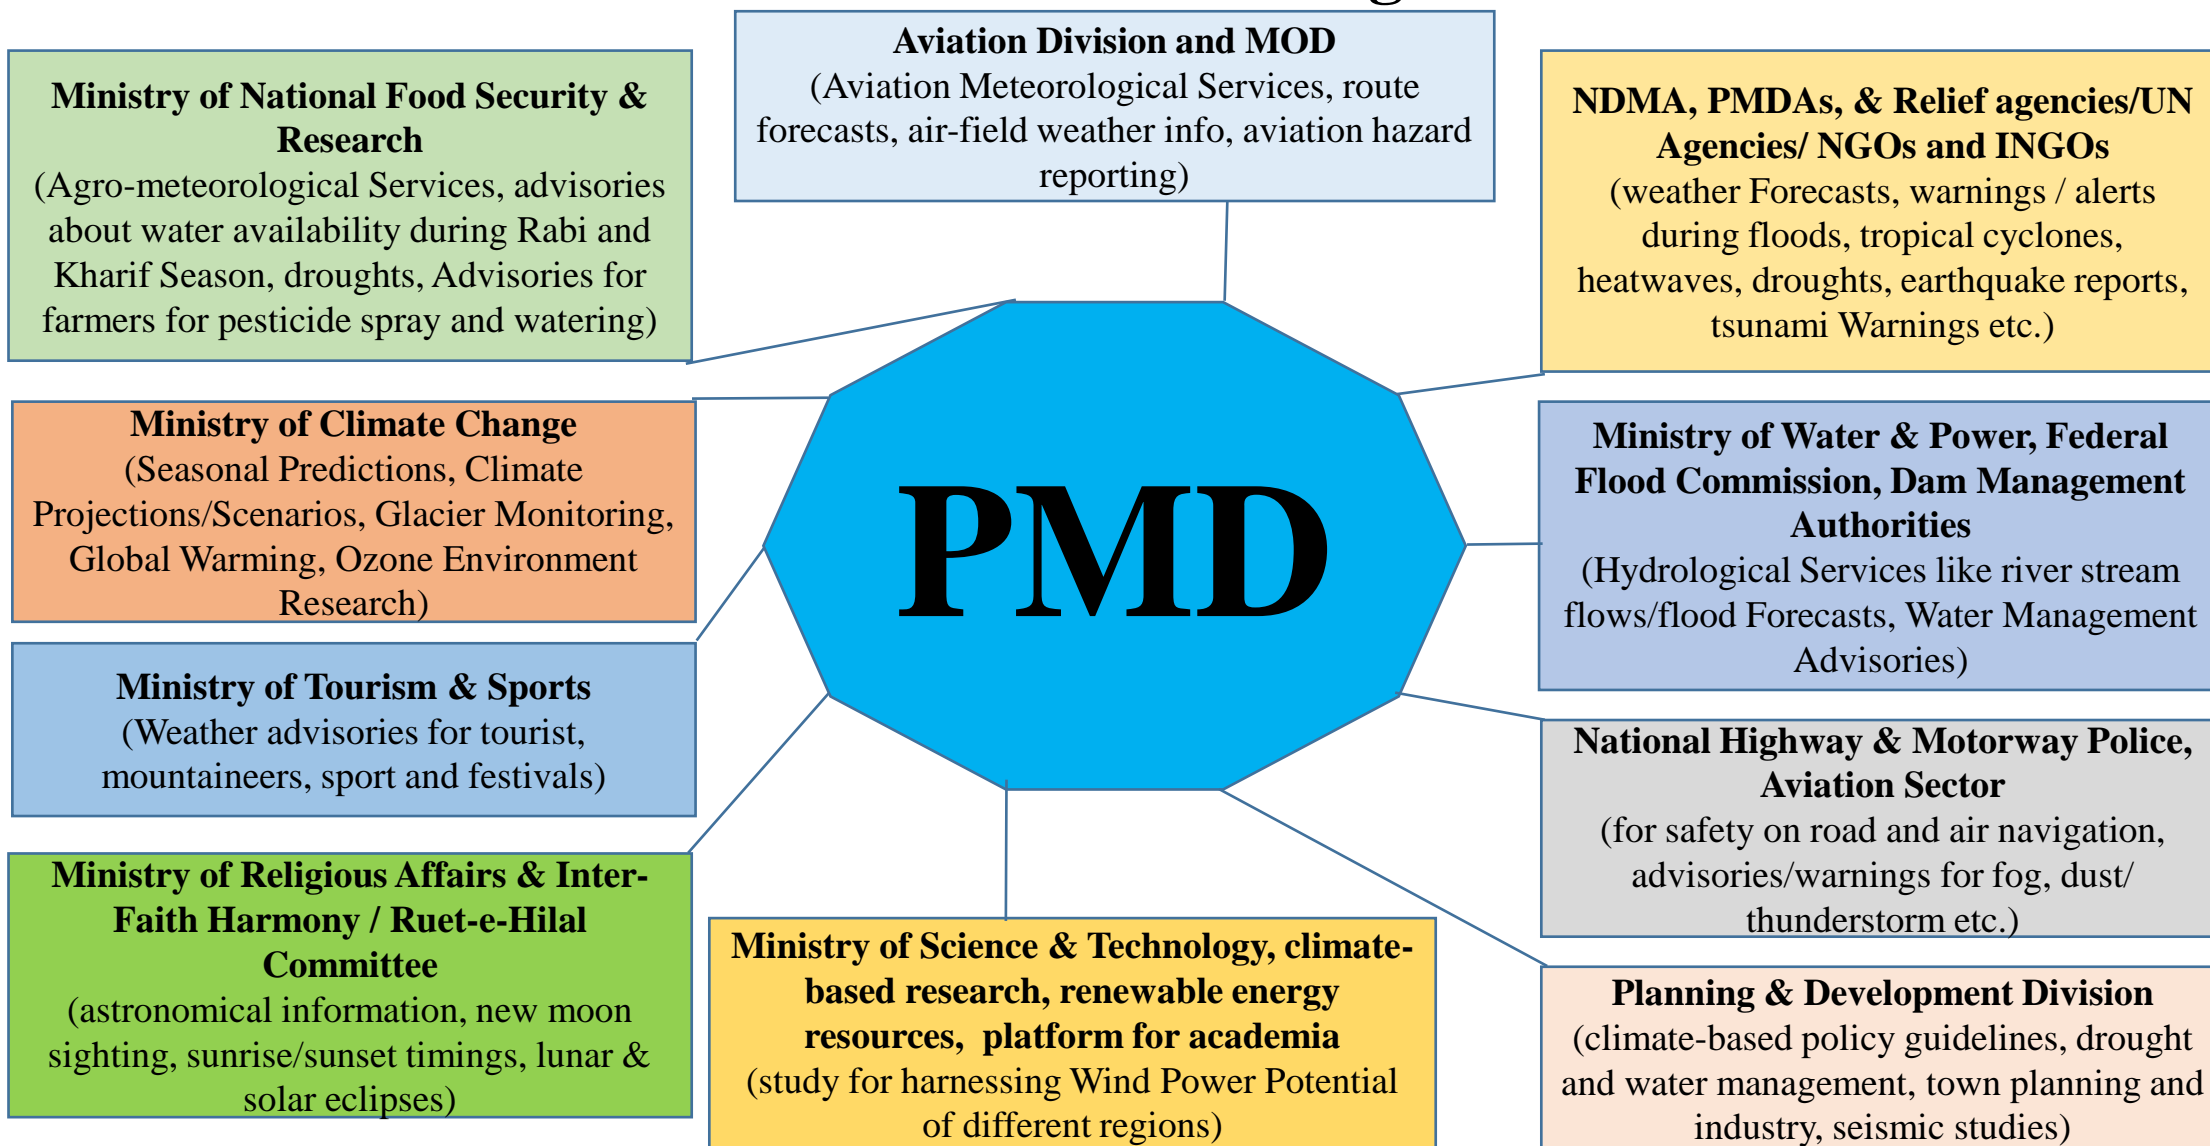 Aviation Division and MOD
(Aviation Meteorological Services, route
forecasts, air-field weather info, aviation hazard
reporting)
Ministry of National Food Security &
Research
(Agro-meteorological Services, advisories
about water availability during Rabi and
Kharif Season, droughts, Advisories for
farmers for pesticide spray and watering)
NDMA, PMDAs, & Relief agencies/UN
Agencies/ NGOs and INGOs
(weather Forecasts, warnings / alerts
during floods, tropical cyclones,
heatwaves, droughts, earthquake reports,
tsunami Warnings etc.)
Ministry of Climate Change
(Seasonal Predictions, Climate
Projections/Scenarios, Glacier Monitoring,
Global Warming, Ozone Environment
Research)
PMD
Ministry of Water & Power, Federal
Flood Commission, Dam Management
Authorities
(Hydrological Services like river stream
flows/flood Forecasts, Water Management
Advisories)
Ministry of Tourism & Sports
(Weather advisories for tourist,
mountaineers, sport and festivals)
National Highway & Motorway Police,
Aviation Sector
(for safety on road and air navigation,
advisories/warnings for fog, dust/
thunderstorm etc.)
Ministry of Religious Affairs & Inter-
Faith Harmony / Ruet-e-Hilal
Committee
(astronomical information, new moon
sighting, sunrise/sunset timings, lunar &
solar eclipses)
Ministry of Science & Technology, climate-
based research, renewable energy
resources, platform for academia
(study for harnessing Wind Power Potential
of different regions)
Planning & Development Division
(climate-based policy guidelines, drought
and water management, town planning and
industry, seismic studies)